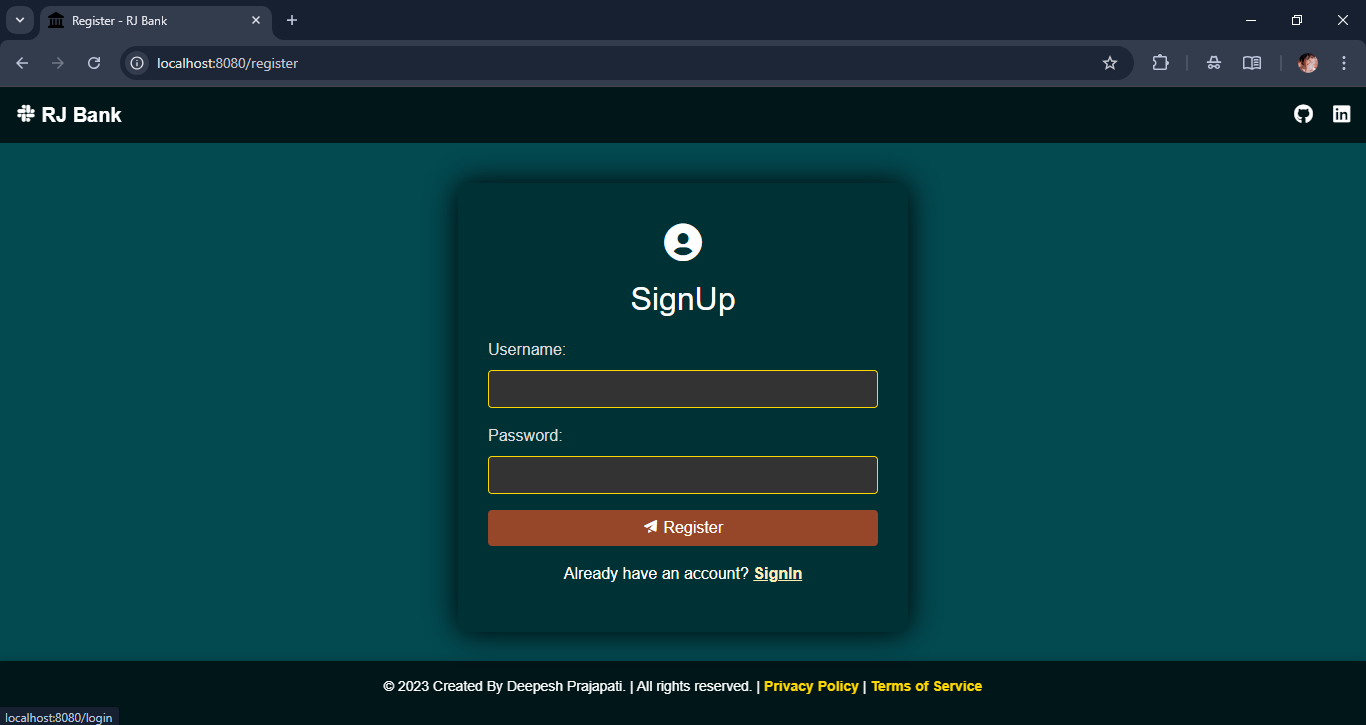 Register - RJ Bank
localhost:8080/register
RJ Bank
SignUp
Username:
Password:
Register
Already have an account? SignIn
© 2023 Created By Deepesh Prajapati. | All rights reserved. | Privacy Policy | Terms of Service
localhost:8080/login